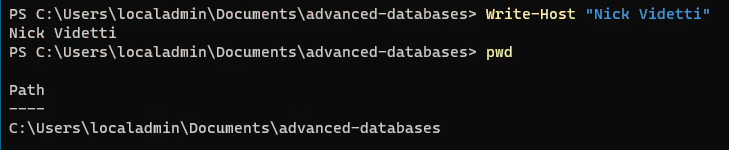 PS C:\Users\localadmin\Documents\advanced-databases> Write-Host "Nick Videtti"
Nick Videtti
PS C:\Users\localadmin\Documents\advanced-databases> pwd
Path
----
C:\Users\localadmin\Documents\advanced-databases